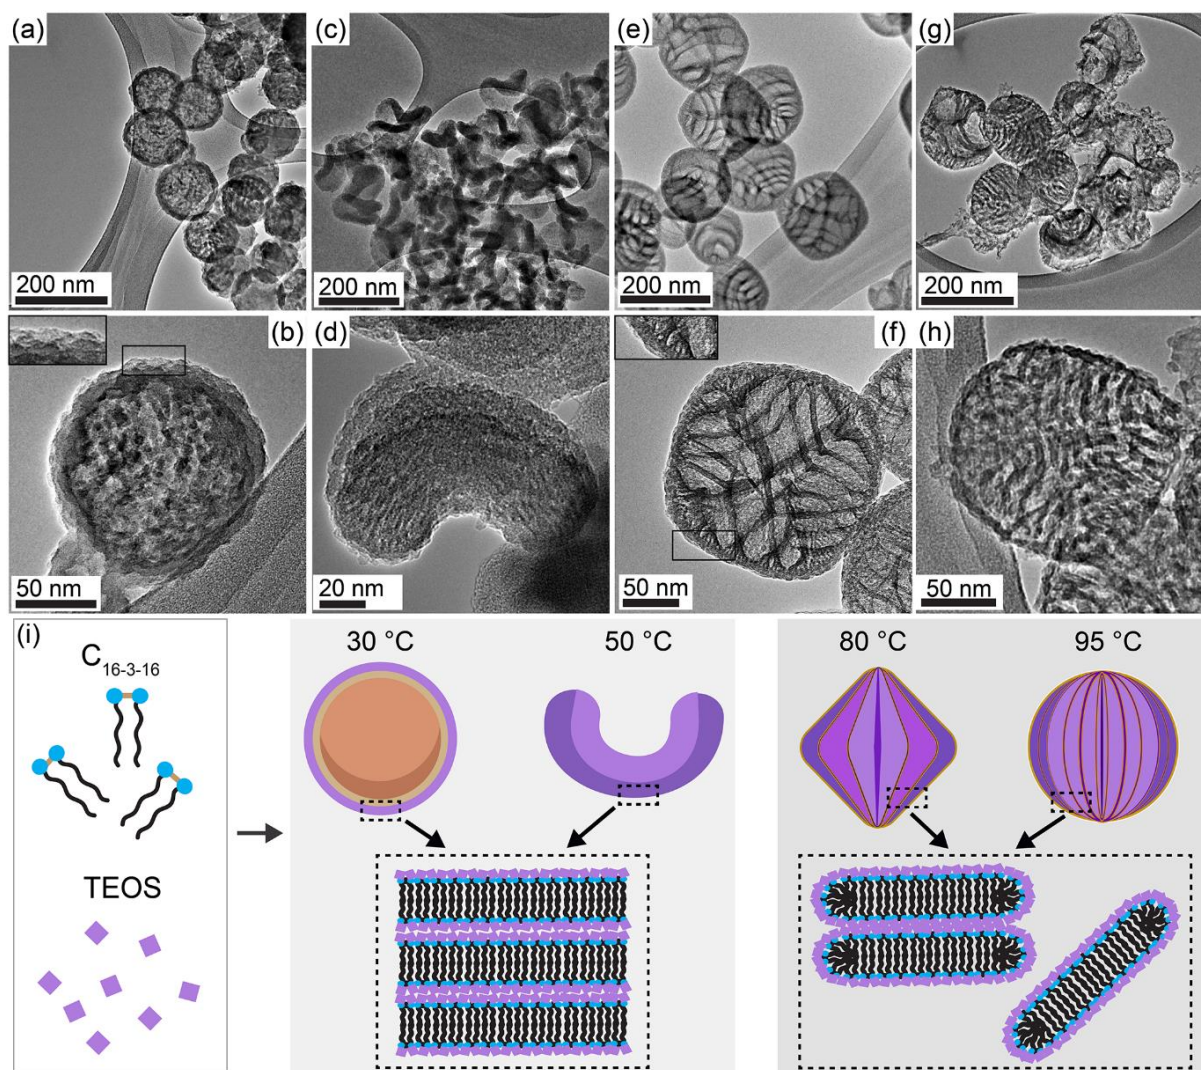 (a)
200 nm
(c)
200 nm
(e)
200 nm
(g)
200 nm
(b)
50 nm
(d)
20 nm
(f)
50 nm
(h)
50 nm
(i)
C16-3-16
TEOS
30 °C
50 °C
80 °C
95 °C